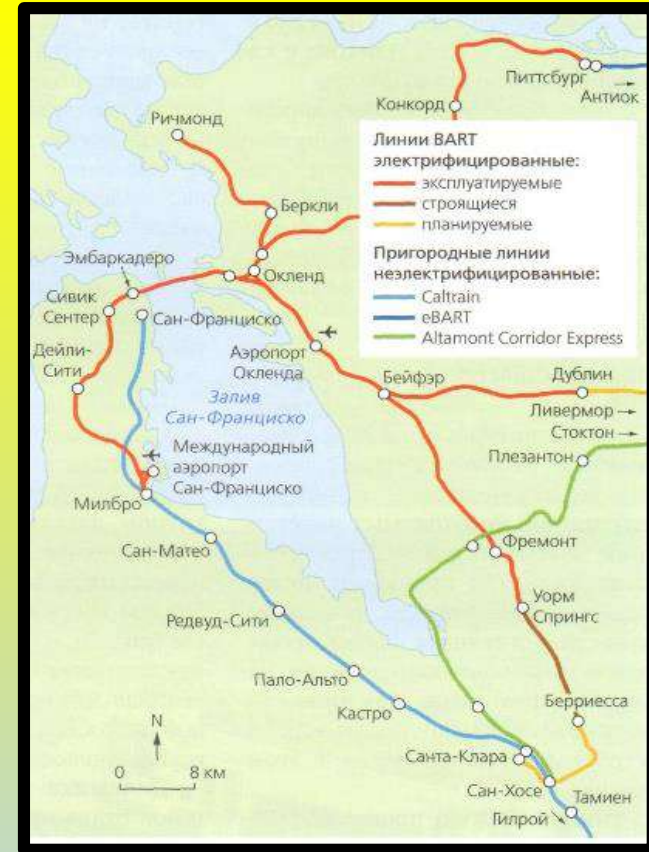 Питтсбург
Антиок
Конкорд
Ричмонд
Линии BART
электрифицированные:
эксплуатируемые
строящиеся
планируемые
Пригородные линии
неэлектрифицированные:
Caltrain
eBART
Altamont Corridor Express
Беркли
Эмбаркадеро
Окленд
Сивик
Сентер
Сан-Франциско
Дейли-
Сити
Аэропорт
Окленда
Бейфэр
Дублин
Ливермор →
Стоктон →
Плезантон
Залив
Сан-Франциско
Международный
аэропорт
Сан-Франциско
Милбро
Сан-Матео
Фремонт
Уорм
Спрингс
Редвуд-Сити
Пало-Альто
Кастро
Берриесса
N
0 8 км
Санта-Клара
Сан-Хосе
Тамиен
Гилрой